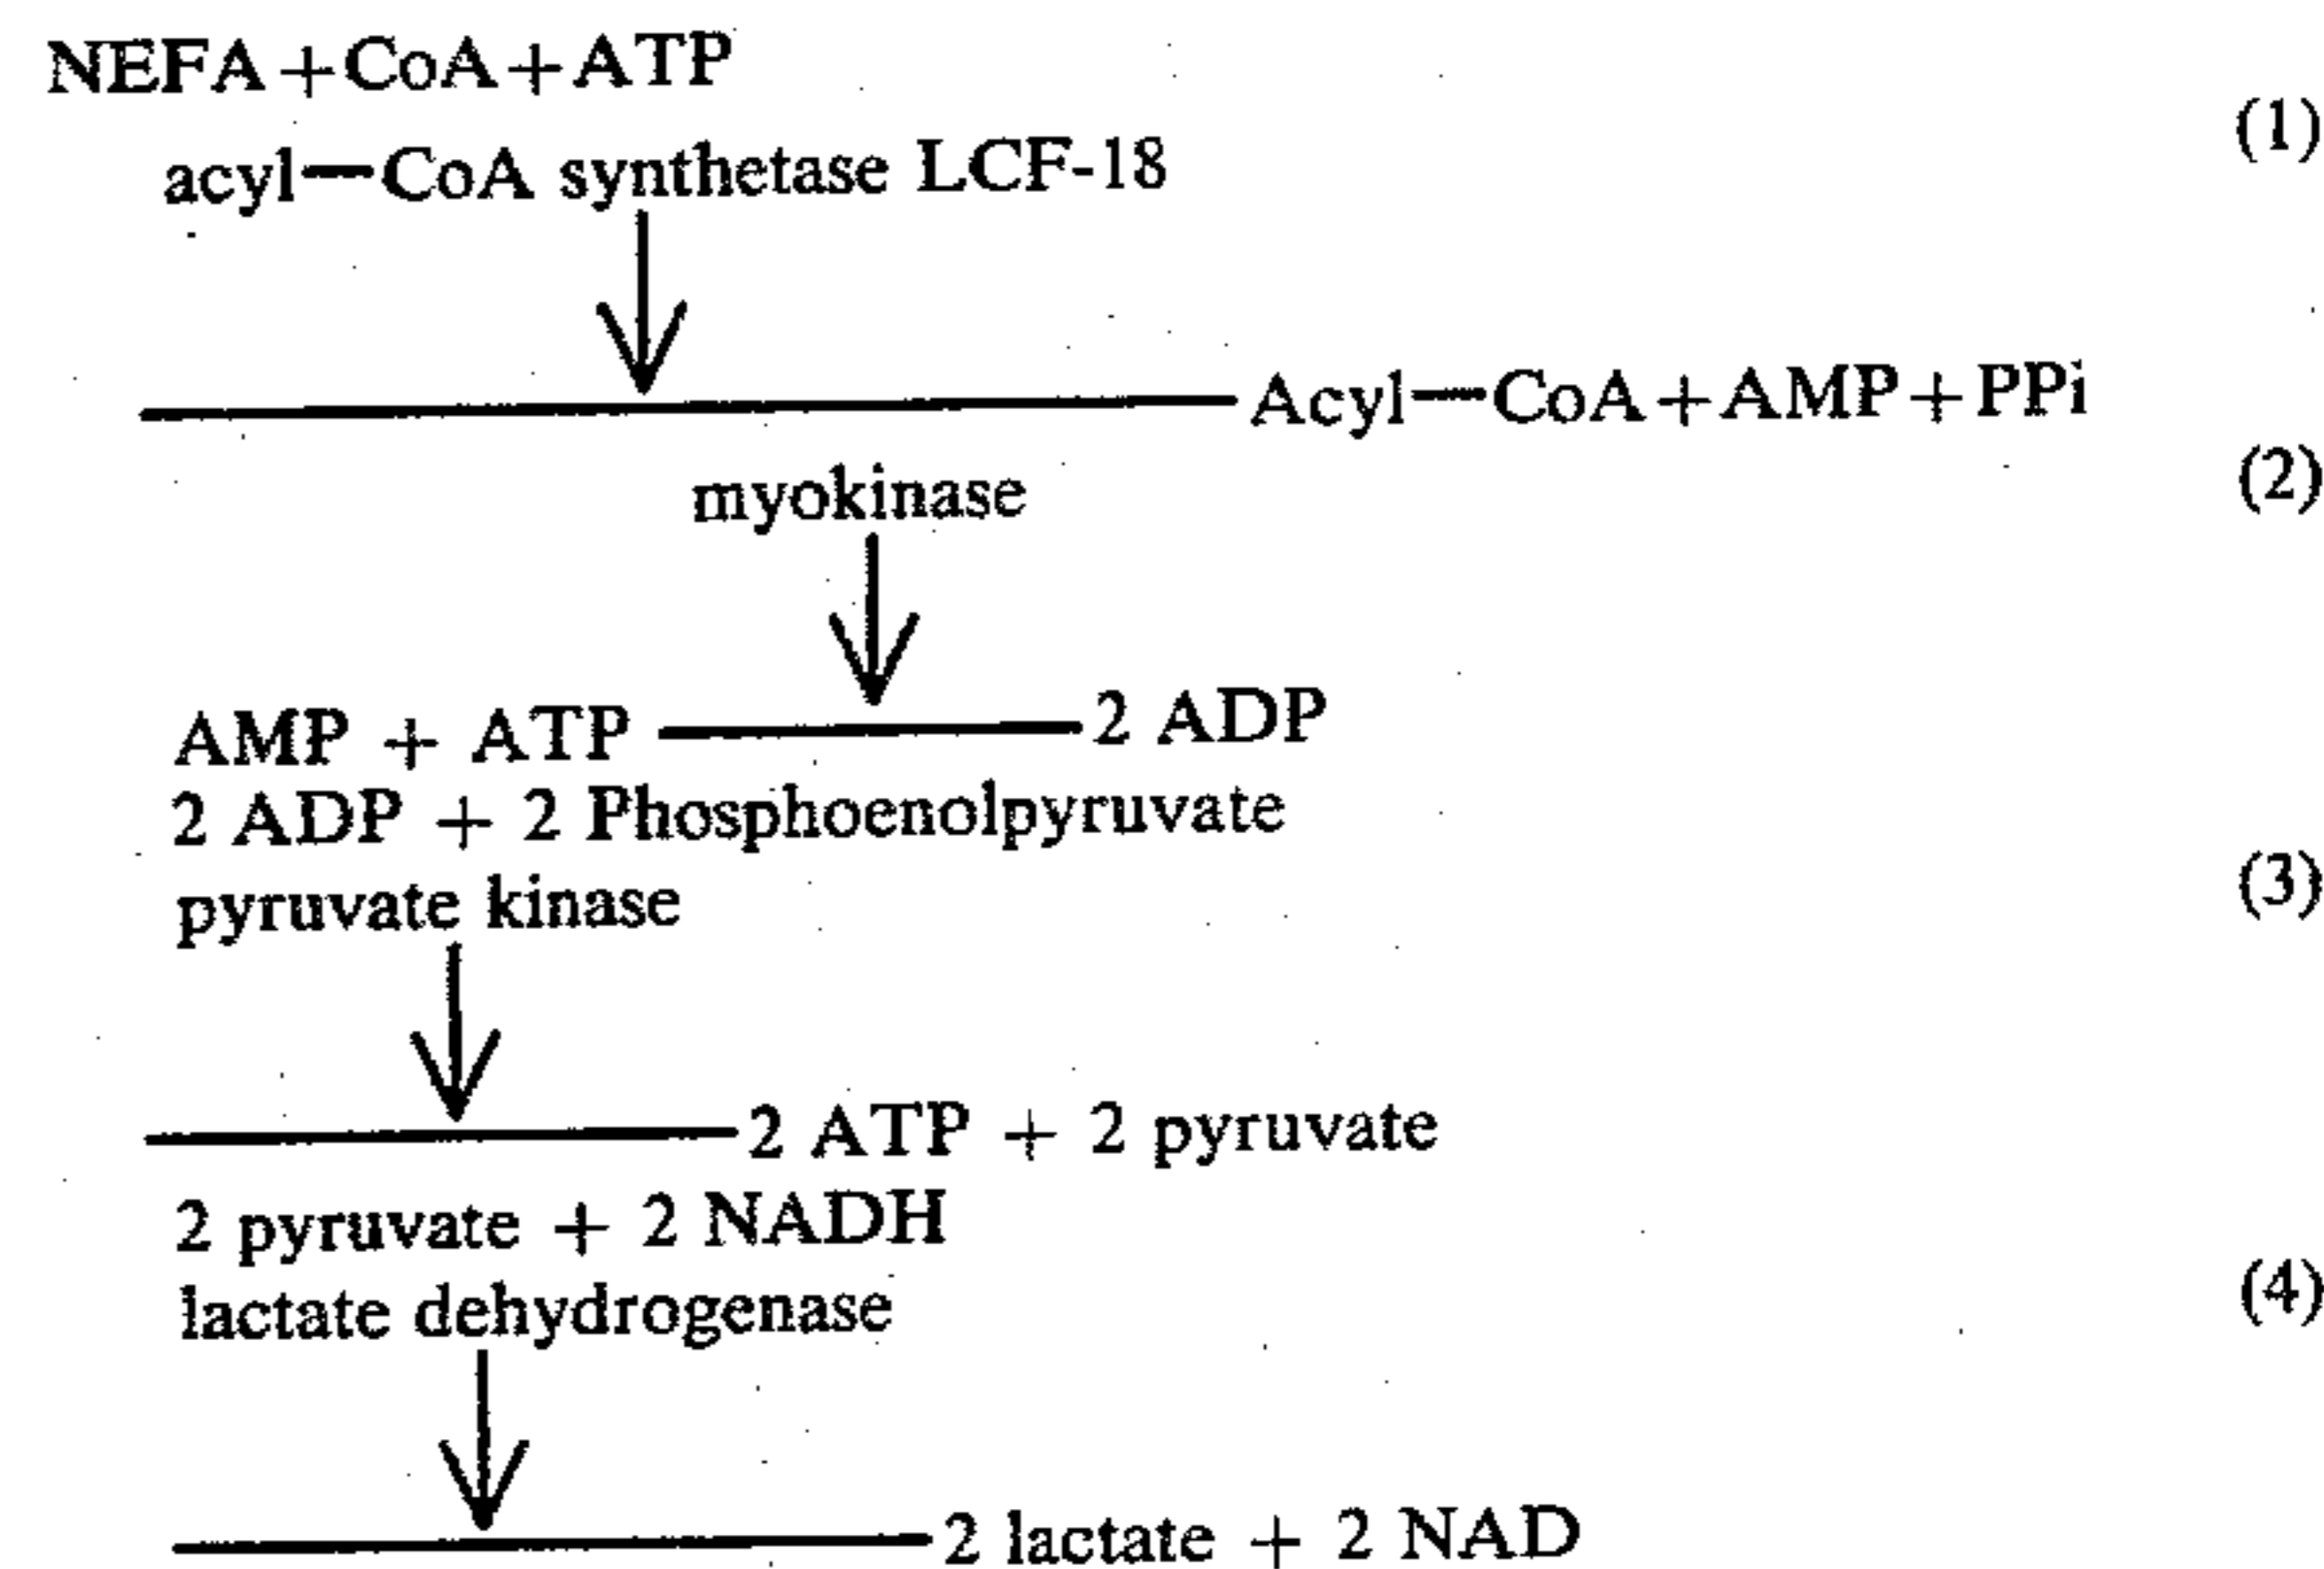 NEFA+CoA+ATP
(1)
acyl—CoA synthetase LCF-18
Acyl—CoA+AMP+PPi
myokinase
(2)
AMP + ATP 2 ADP
2 ADP + 2 Phosphoenolpyruvate
pyruvate kinase
(3)
2 ATP + 2 pyruvate
2 pyruvate + 2 NADH
lactate dehydrogenase
(4)
2 lactate + 2 NAD